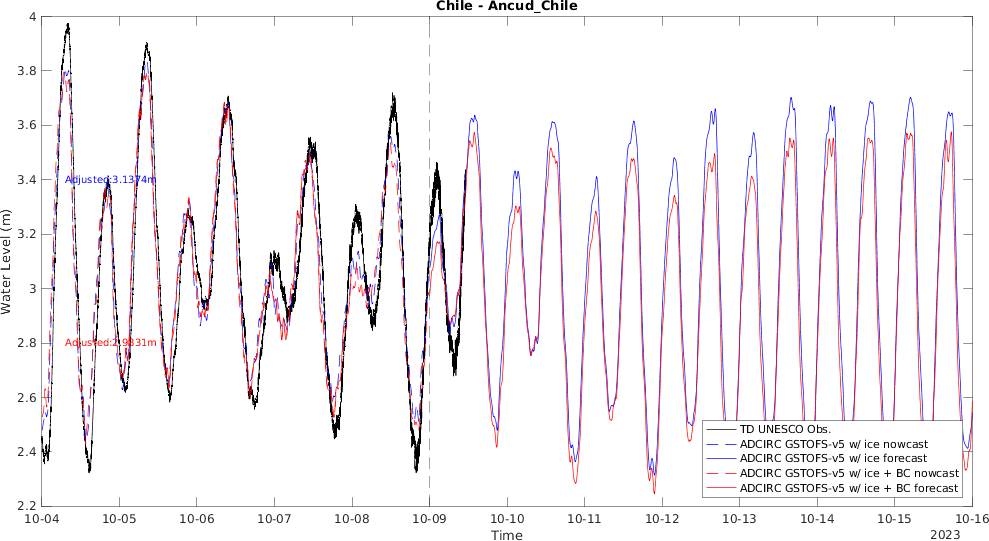 Chile - Ancud_Chile
Water Level (m)
4
3.8
3.6
3.4
3.2
3
2.8
2.6
2.4
2.2
Adjusted:3.1374m
Adjusted:2.9331m
TD UNESCO Obs.
ADCIRC GSTOFS-v5 w/ ice nowcast
ADCIRC GSTOFS-v5 w/ ice forecast
ADCIRC GSTOFS-v5 w/ ice + BC nowcast
ADCIRC GSTOFS-v5 w/ ice + BC forecast
10-04 10-05 10-06 10-07 10-08 10-09 10-10 10-11 10-12 10-13 10-14 10-15 10-16
Time
2023